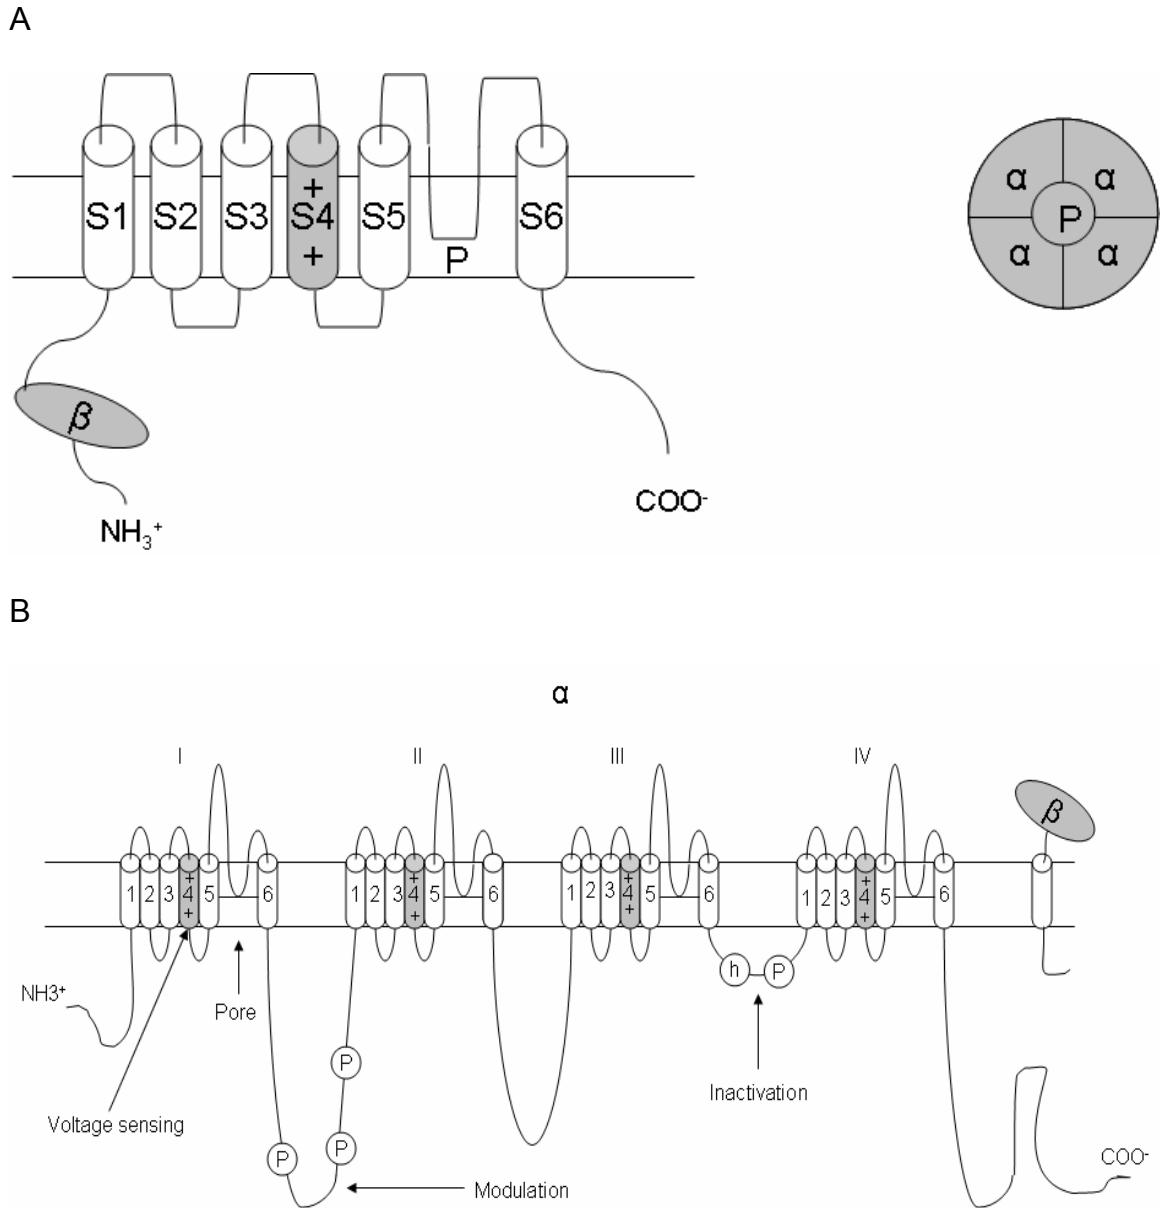 A
S1 S2 S3 + S4 + S5 P S6
α α
P
α α
β
NH₃⁺
COO⁻
B
α
I II III IV
β
1 2 3 +4+ 5 6 1 2 3 +4+ 5 6 1 2 3 +4+ 5 6 1 2 3 +4+ 5 6
h P
NH3⁺
Pore
P
Inactivation
Voltage sensing
P P
COO⁻
Modulation